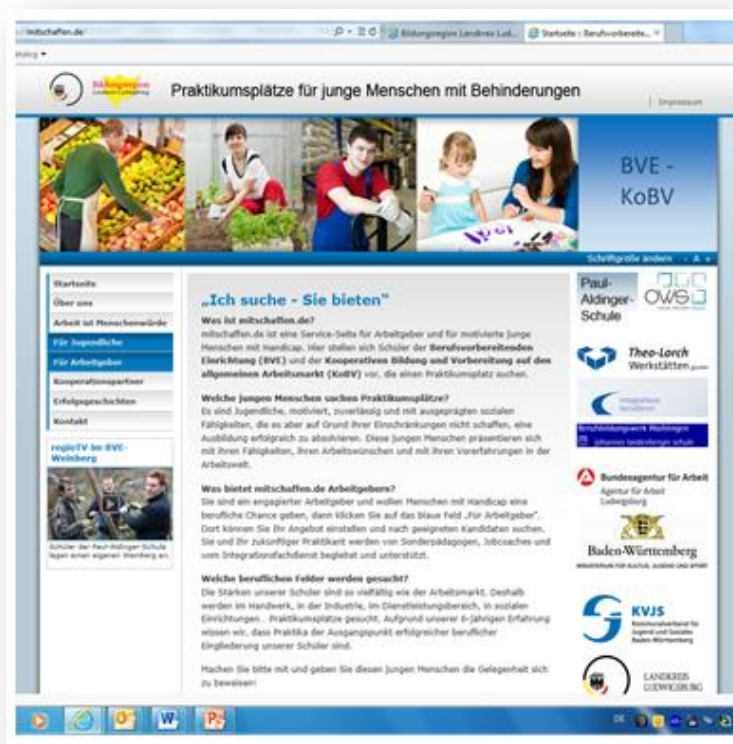 mitschaffen.de/
Bildungsregion Landkreis Lud...
Startseite : Berufsvorbereite...
Bildungsregion
Praktikumsplätze für junge Menschen mit Behinderungen
Impressum
BVE -
KoBV
Schriftgröße ändern - A +
Startseite
Über uns
Arbeit ist Menschenwürde
Für Jugendliche
Für Arbeitgeber
Kooperationspartner
Erfolgsgeschichten
Kontakt
regioTV im BVE-
Weinberg
Schüler der Paul-Aldinger-Schule
legen einen eigenen Weinberg an.
„Ich suche - Sie bieten"
Was ist mitschaffen.de?
mitschaffen.de ist eine Service-Seite für Arbeitgeber und für motivierte junge
Menschen mit Handicap. Hier stellen sich Schüler der Berufsvorbereitenden
Einrichtung (BVE) und der Kooperativen Bildung und Vorbereitung auf den
allgemeinen Arbeitsmarkt (KoBV) vor, die einen Praktikumsplatz suchen.
Welche jungen Menschen suchen Praktikumsplätze?
Es sind Jugendliche, motiviert, zuverlässig und mit ausgeprägten sozialen
Fähigkeiten, die es aber auf Grund ihrer Einschränkungen nicht schaffen, eine
Ausbildung erfolgreich zu absolvieren. Diese jungen Menschen präsentieren sich
mit ihren Fähigkeiten, ihren Arbeitswünschen und mit ihren Vorerfahrungen in der
Arbeitswelt.
Was bietet mitschaffen.de Arbeitgebern?
Sie sind ein engagierter Arbeitgeber und wollen Menschen mit Handicap eine
berufliche Chance geben, dann klicken Sie auf das blaue Feld „Für Arbeitgeber".
Dort können Sie Ihr Angebot einstellen und nach geeigneten Kandidaten suchen.
Sie und Ihr zukünftiger Praktikant werden von Sonderpädagogen, Jobcoaches und
vom Integrationsfachdienst begleitet und unterstützt.
Welche beruflichen Felder werden gesucht?
Die Stärken unserer Schüler sind so vielfältig wie der Arbeitsmarkt. Deshalb
werden im Handwerk, in der Industrie, im Dienstleistungsbereich, in sozialen
Einrichtungen.. Praktikumsplätze gesucht. Aufgrund unserer 6-jährigen Erfahrung
wissen wir, dass Praktika der Ausgangspunkt erfolgreicher beruflicher
Eingliederung unserer Schüler sind.
Machen Sie bitte mit und geben Sie diesen jungen Menschen die Gelegenheit sich
zu beweisen!
Paul-
Aldinger-
Schule
OWS
Theo-Lorch
Werkstätten
Berufsbildungswerk Waiblingen
johannes landenberger schule
Bundesagentur für Arbeit
Agentur für Arbeit
Ludwigsburg
Baden-Württemberg
MINISTERIUM FÜR KULTUS, JUGEND UND SPORT
KVJS
Kommunalverband für
Jugend und Soziales
Baden-Württemberg
LANDKREIS
LUDWIGSBURG
DE